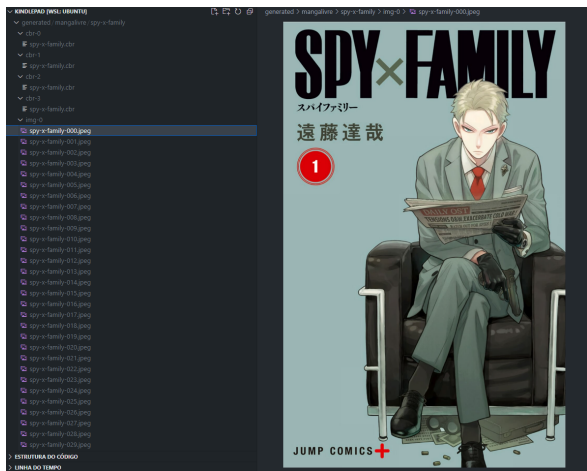 KINDLEPAD [WSL: UBUNTU]
generated / mangalivre / spy-x-family
cbr-0
spy-x-family.cbr
cbr-1
spy-x-family.cbr
cbr-2
spy-x-family.cbr
cbr-3
spy-x-family.cbr
img-0
spy-x-family-000.jpeg
spy-x-family-001.jpeg
spy-x-family-002.jpeg
spy-x-family-003.jpeg
spy-x-family-004.jpeg
spy-x-family-005.jpeg
spy-x-family-006.jpeg
spy-x-family-007.jpeg
spy-x-family-008.jpeg
spy-x-family-009.jpeg
spy-x-family-010.jpeg
spy-x-family-011.jpeg
spy-x-family-012.jpeg
spy-x-family-013.jpeg
spy-x-family-014.jpeg
spy-x-family-015.jpeg
spy-x-family-016.jpeg
spy-x-family-017.jpeg
spy-x-family-018.jpeg
spy-x-family-019.jpeg
spy-x-family-020.jpeg
spy-x-family-021.jpeg
spy-x-family-022.jpeg
spy-x-family-023.jpeg
spy-x-family-024.jpeg
spy-x-family-025.jpeg
spy-x-family-026.jpeg
spy-x-family-027.jpeg
spy-x-family-028.jpeg
spy-x-family-029.jpeg
ESTRUTURA DO CÓDIGO
LINHA DO TEMPO
generated > mangalivre > spy-x-family > img-0 > spy-x-family-000.jpeg
SPY×FAMILY
スパイファミリー
遠藤達哉
1
DAILY OUT
EXACERBATE COLD WAR
JUMP COMICS+